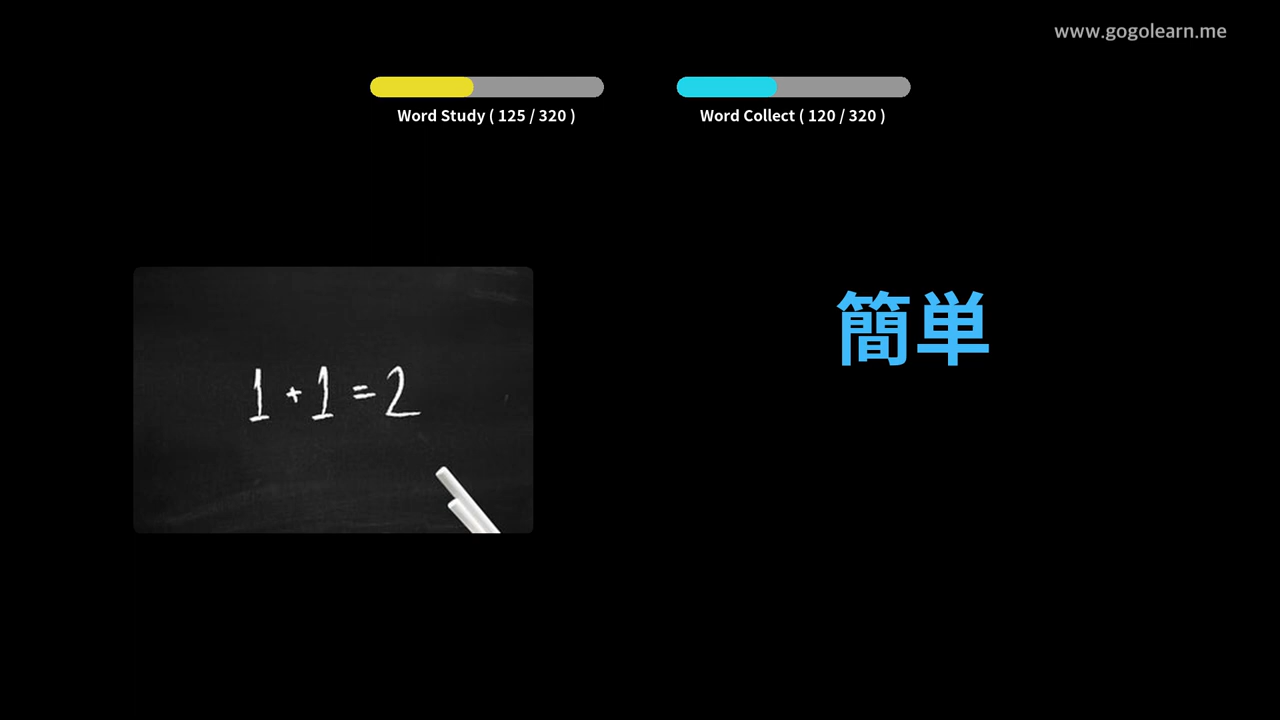 www.gogolearn.me
Word Study ( 125 / 320 )
Word Collect ( 120 / 320 )
1 + 1 = 2
簡単